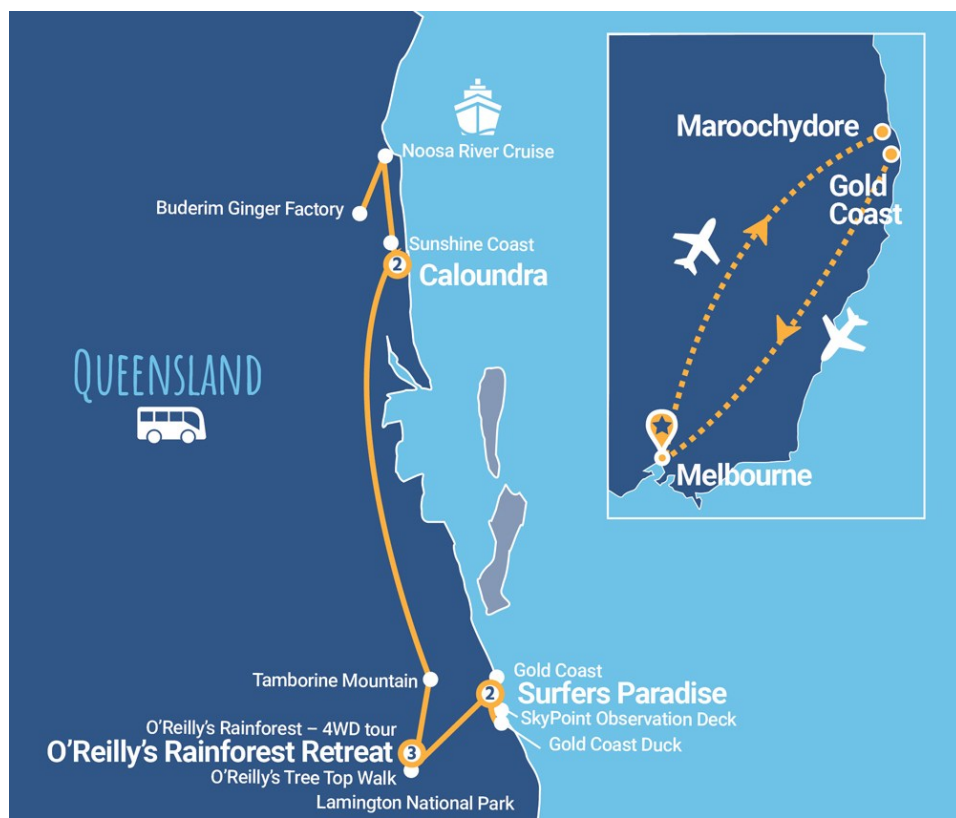 Noosa River Cruise
Buderim Ginger Factory
Sunshine Coast
2
Caloundra
QUEENSLAND
Tamborine Mountain
Gold Coast
2
Surfers Paradise
SkyPoint Observation Deck
Gold Coast Duck
O'Reilly's Rainforest – 4WD tour
O'Reilly's Rainforest Retreat
3
O'Reilly's Tree Top Walk
Lamington National Park
Maroochydore
Gold
Coast
Melbourne